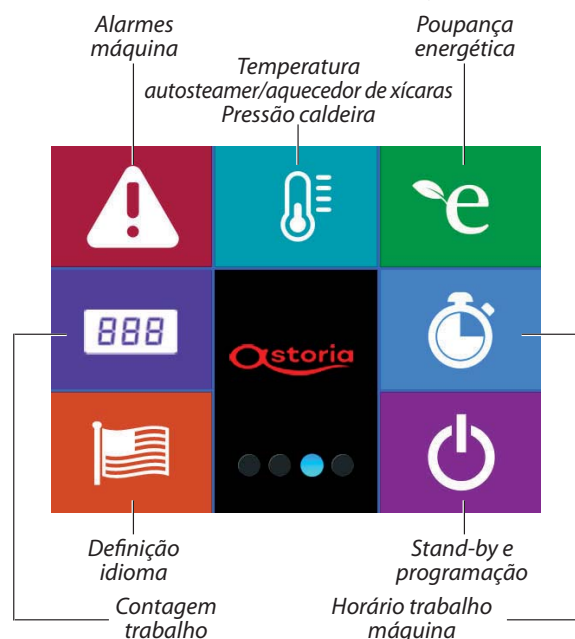 Alarmes
máquina
Poupança
energética
Temperatura
autosteamer/aquecedor de xícaras
Pressão caldeira
e
888
astoria
Definição
idioma
Stand-by e
programação
Contagem
trabalho
Horário trabalho
máquina